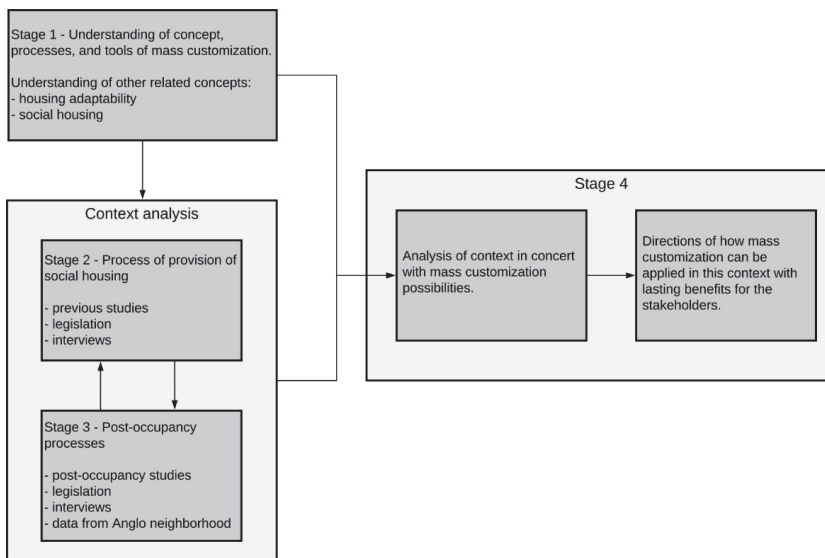 Stage 1 - Understanding of concept,
processes, and tools of mass customization.
Understanding of other related concepts:
- housing adaptability
- social housing
Context analysis
Stage 2 - Process of provision of
social housing
- previous studies
- legislation
- interviews
Stage 3 - Post-occupancy
processes
- post-occupancy studies
- legislation
- interviews
- data from Anglo neighborhood
Stage 4
Analysis of context in concert
with mass customization
possibilities.
Directions of how mass
customization can be
applied in this context with
lasting benefits for the
stakeholders.